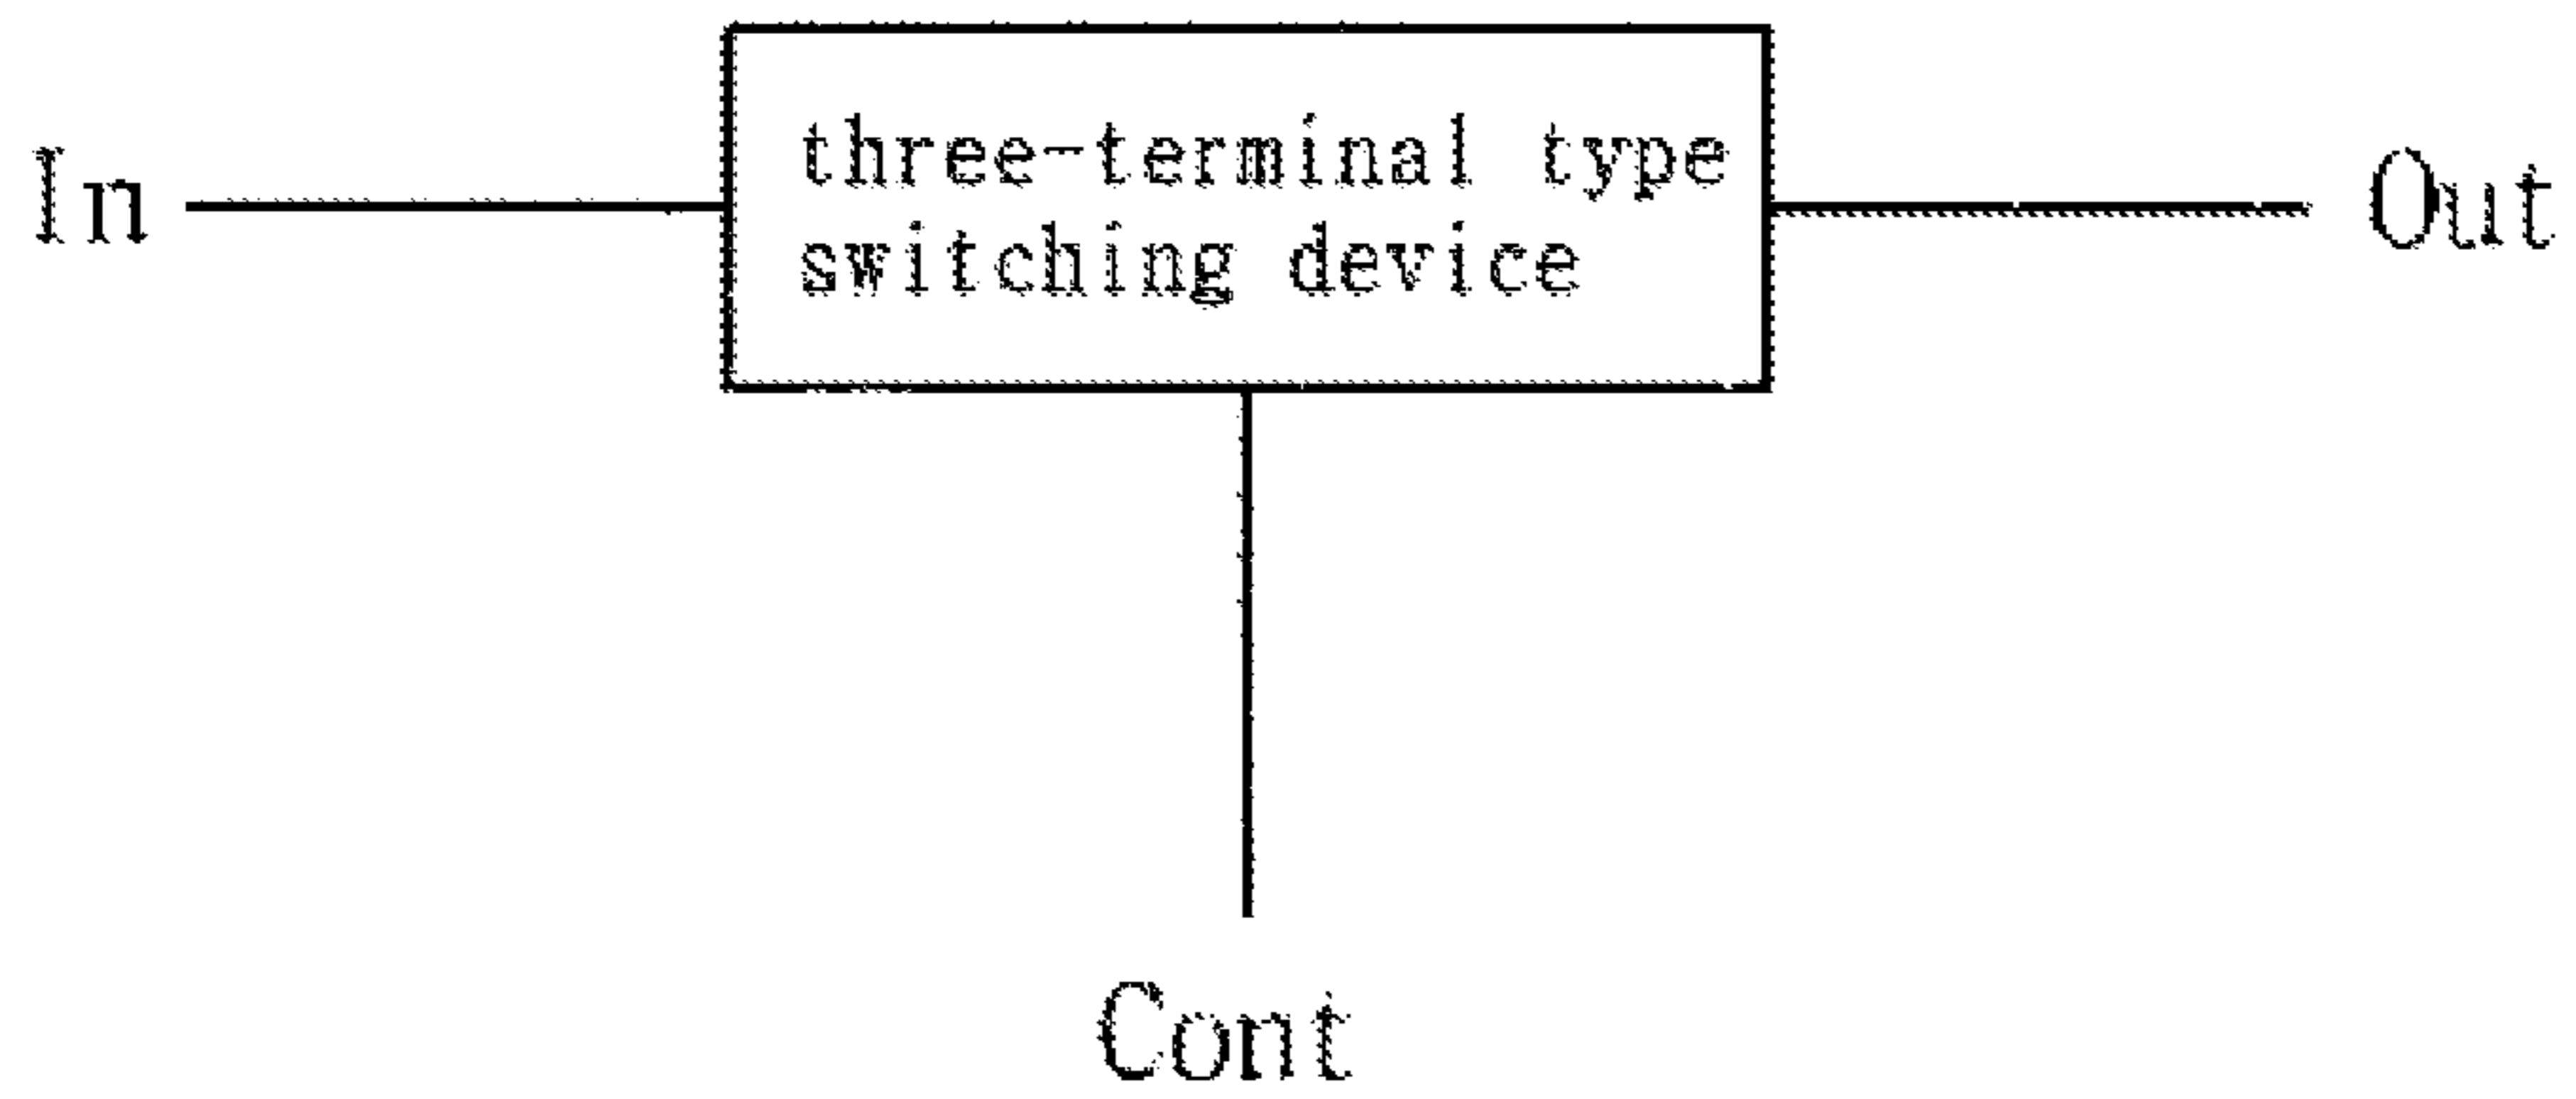 three-terminal type
switching device
In
Out
Cont